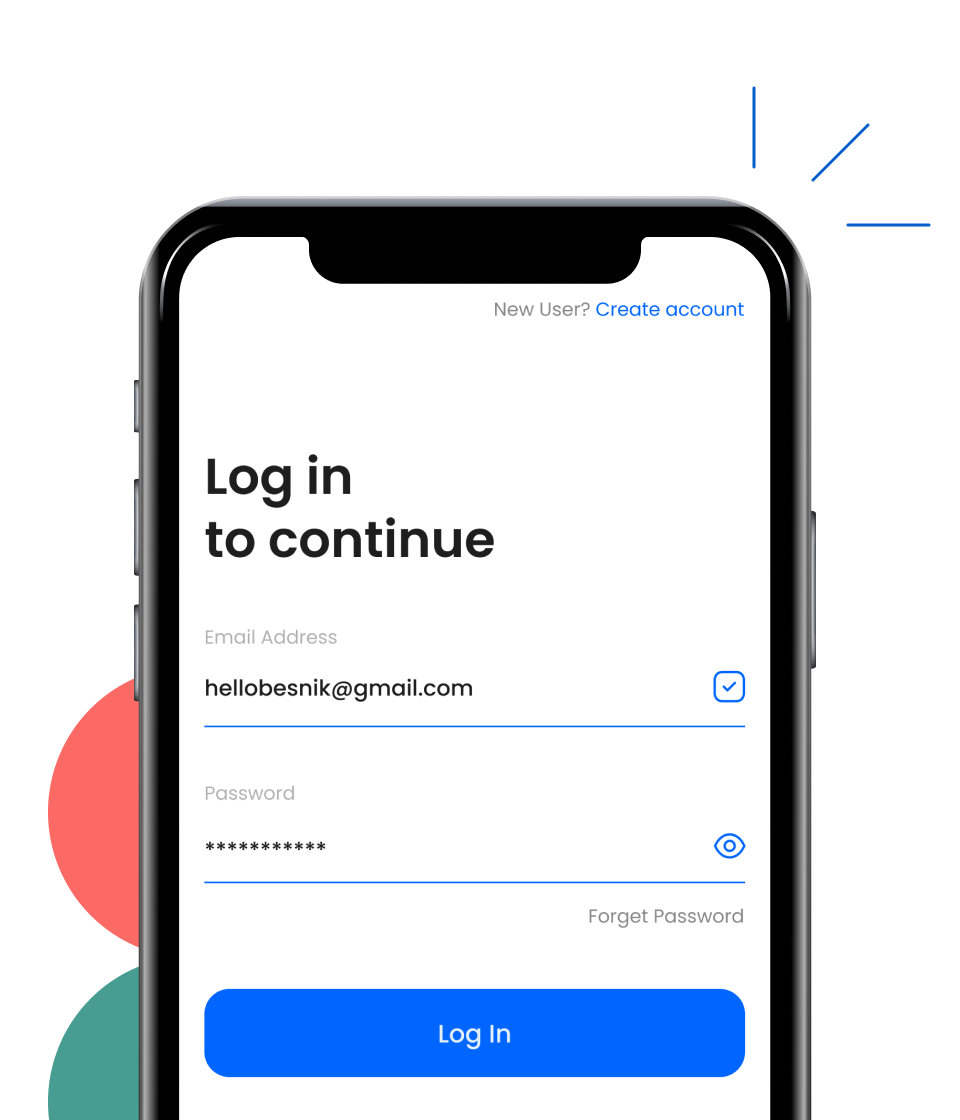 New User? Create account
Log in
to continue
Email Address
hellobesnik@gmail.com
Password
***********
Forget Password
Log In